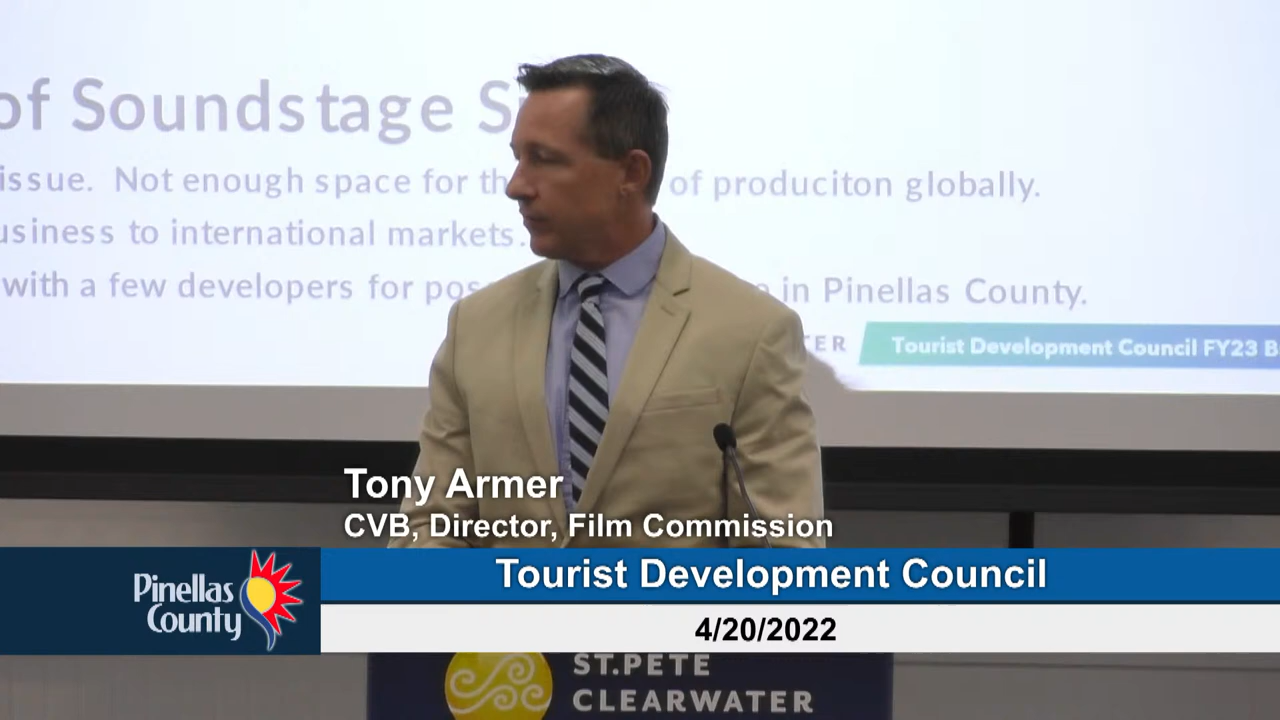 of Soundstage S
issue. Not enough space for th of produciton globally.
usiness to international markets.
with a few developers for pos in Pinellas County.
TER
Tourist Development Council FY23 B
Tony Armer
CVB, Director, Film Commission
Tourist Development Council
Pinellas
County
4/20/2022
ST.PETE
CLEARWATER